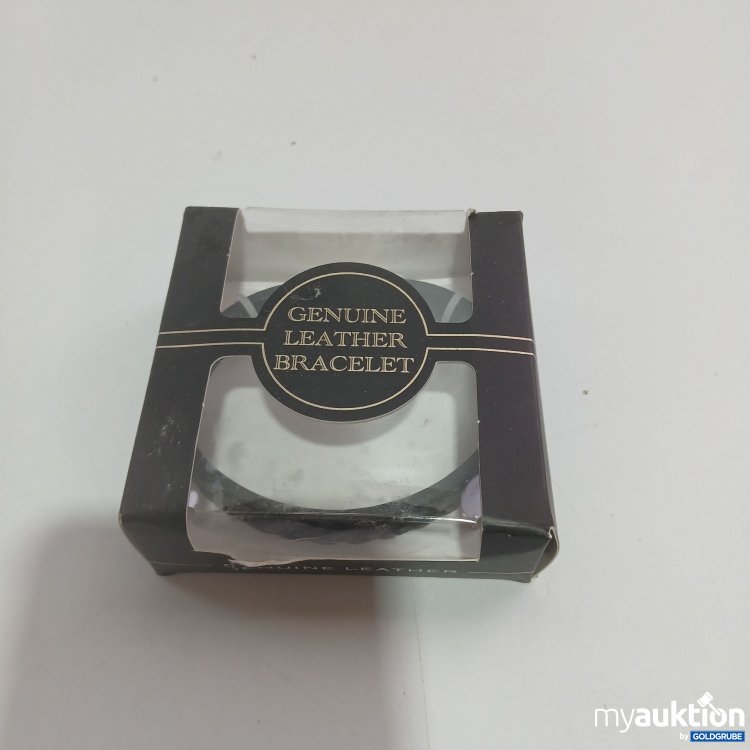 GENUINE
LEATHER
BRACELET
GENUINE LEATHER
myauktion
by GOLDGRUBE